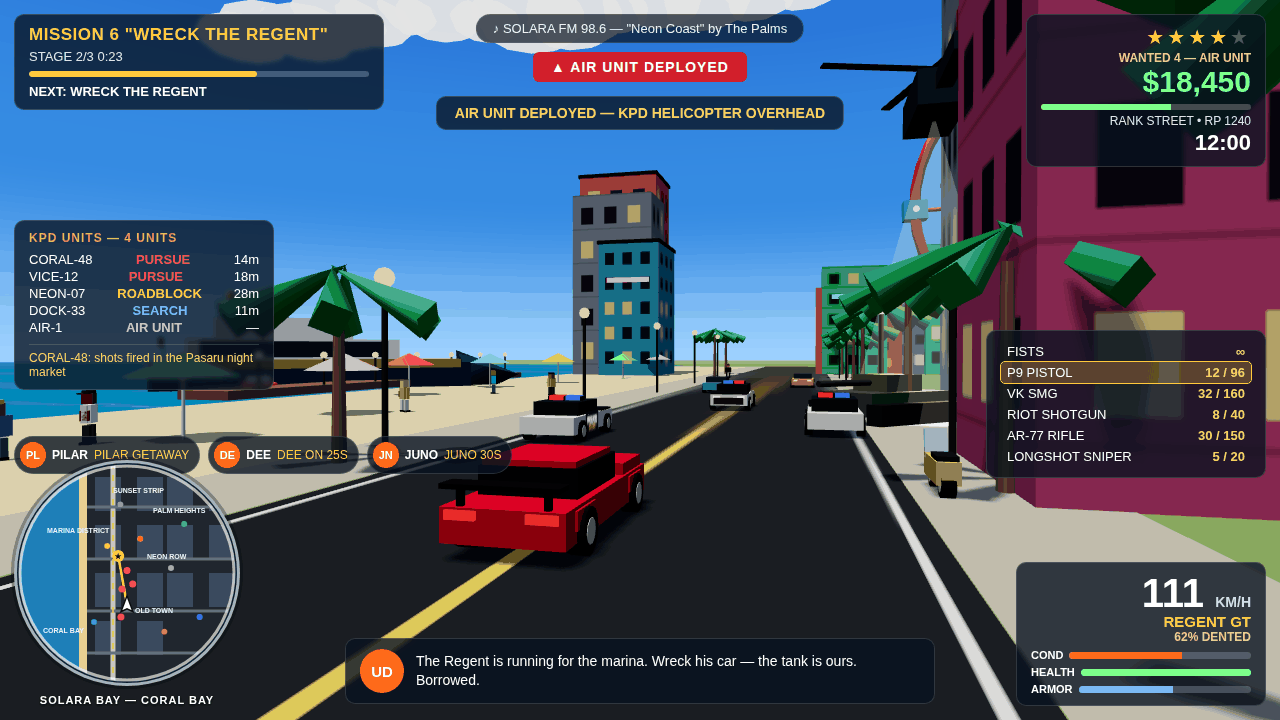 MISSION 6 "WRECK THE REGENT"
STAGE 2/3 0:23
NEXT: WRECK THE REGENT
♪ SOLARA FM 98.6 — "Neon Coast" by The Palms
▲ AIR UNIT DEPLOYED
AIR UNIT DEPLOYED — KPD HELICOPTER OVERHEAD
★★★★★
WANTED 4 — AIR UNIT
$18,450
RANK STREET • RP 1240
12:00
KPD UNITS — 4 UNITS
CORAL-48 PURSUE 14m
VICE-12 PURSUE 18m
NEON-07 ROADBLOCK 28m
DOCK-33 SEARCH 11m
AIR-1 AIR UNIT —
CORAL-48: shots fired in the Pasaru night
market
FISTS ∞
P9 PISTOL 12 / 96
VK SMG 32 / 160
RIOT SHOTGUN 8 / 40
AR-77 RIFLE 30 / 150
LONGSHOT SNIPER 5 / 20
PL PILAR PILAR GETAWAY
DE DEE DEE ON 25S
JN JUNO JUNO 30S
SUNSET STRIP
PALM HEIGHTS
MARINA DISTRICT
NEON ROW
OLD TOWN
CORAL BAY
SOLARA BAY — CORAL BAY
UD
The Regent is running for the marina. Wreck his car — the tank is ours.
Borrowed.
111 KM/H
REGENT GT
62% DENTED
COND
HEALTH
ARMOR